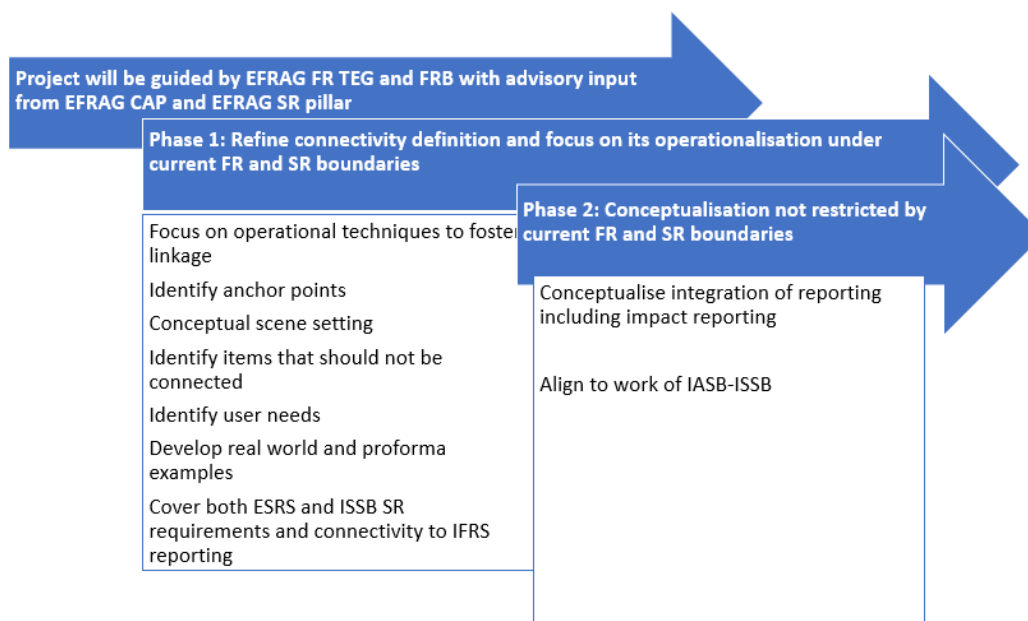 Project will be guided by EFRAG FR TEG and FRB with advisory input
from EFRAG CAP and EFRAG SR pillar
Phase 1: Refine connectivity definition and focus on its operationalisation under
current FR and SR boundaries
Focus on operational techniques to foster
linkage
Identify anchor points
Conceptual scene setting
Identify items that should not be
connected
Identify user needs
Develop real world and proforma
examples
Cover both ESRS and ISSB SR
requirements and connectivity to IFRS
reporting
Phase 2: Conceptualisation not restricted by
current FR and SR boundaries
Conceptualise integration of reporting
including impact reporting
Align to work of IASB-ISSB